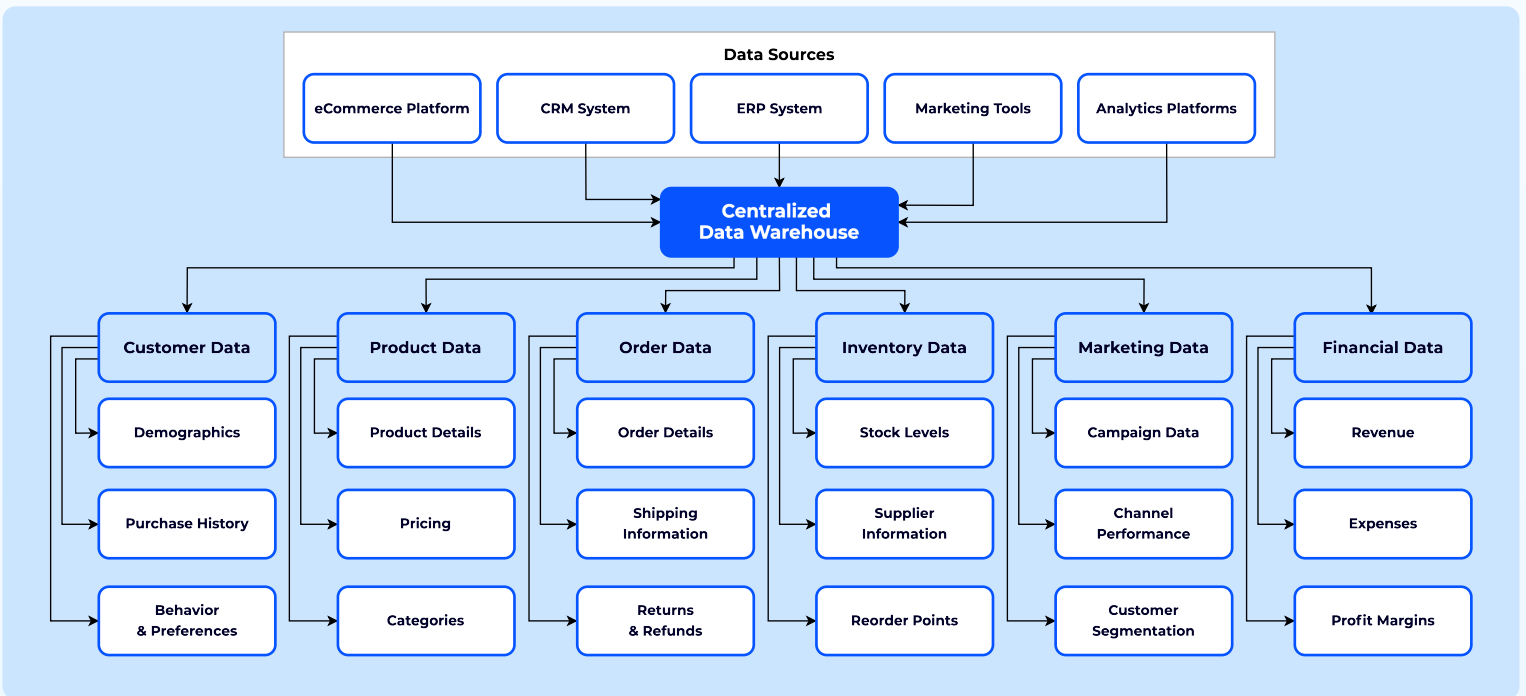 Data Sources
eCommerce Platform
CRM System
ERP System
Marketing Tools
Analytics Platforms
Centralized
Data Warehouse
Customer Data
Product Data
Order Data
Inventory Data
Marketing Data
Financial Data
Demographics
Product Details
Order Details
Stock Levels
Campaign Data
Revenue
Purchase History
Pricing
Shipping
Information
Supplier
Information
Channel
Performance
Expenses
Behavior
& Preferences
Categories
Returns
& Refunds
Reorder Points
Customer
Segmentation
Profit Margins